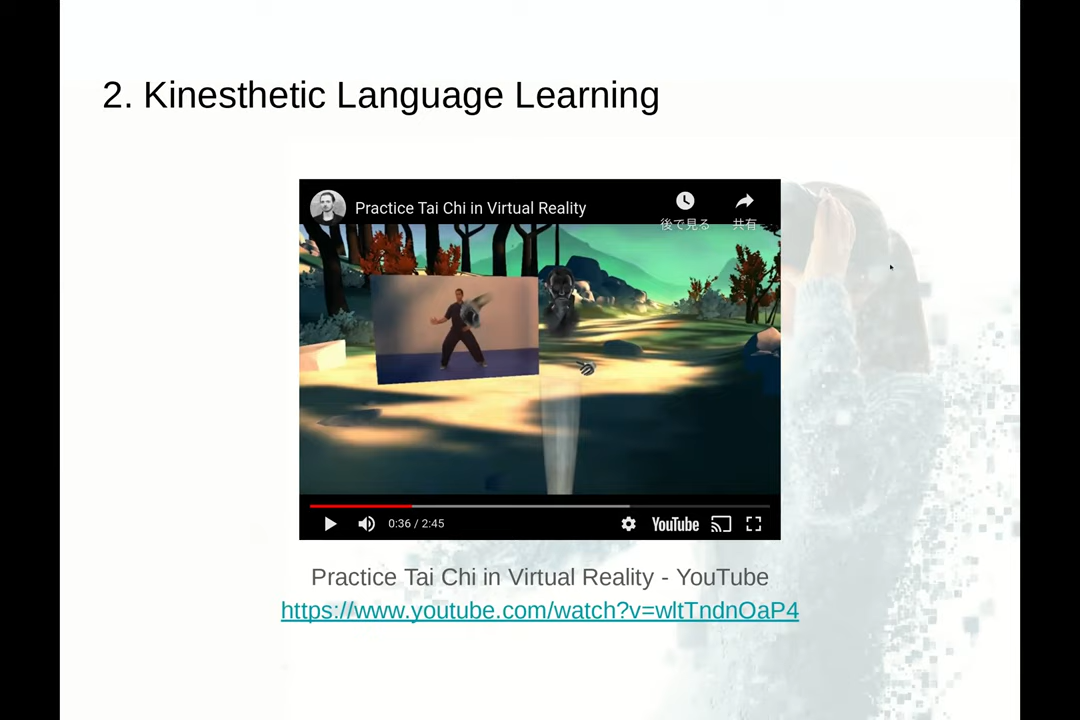 2. Kinesthetic Language Learning
Practice Tai Chi in Virtual Reality
後で見る
共有
0:36 / 2:45
YouTube
Practice Tai Chi in Virtual Reality - YouTube
https://www.youtube.com/watch?v=wltTndnOaP4